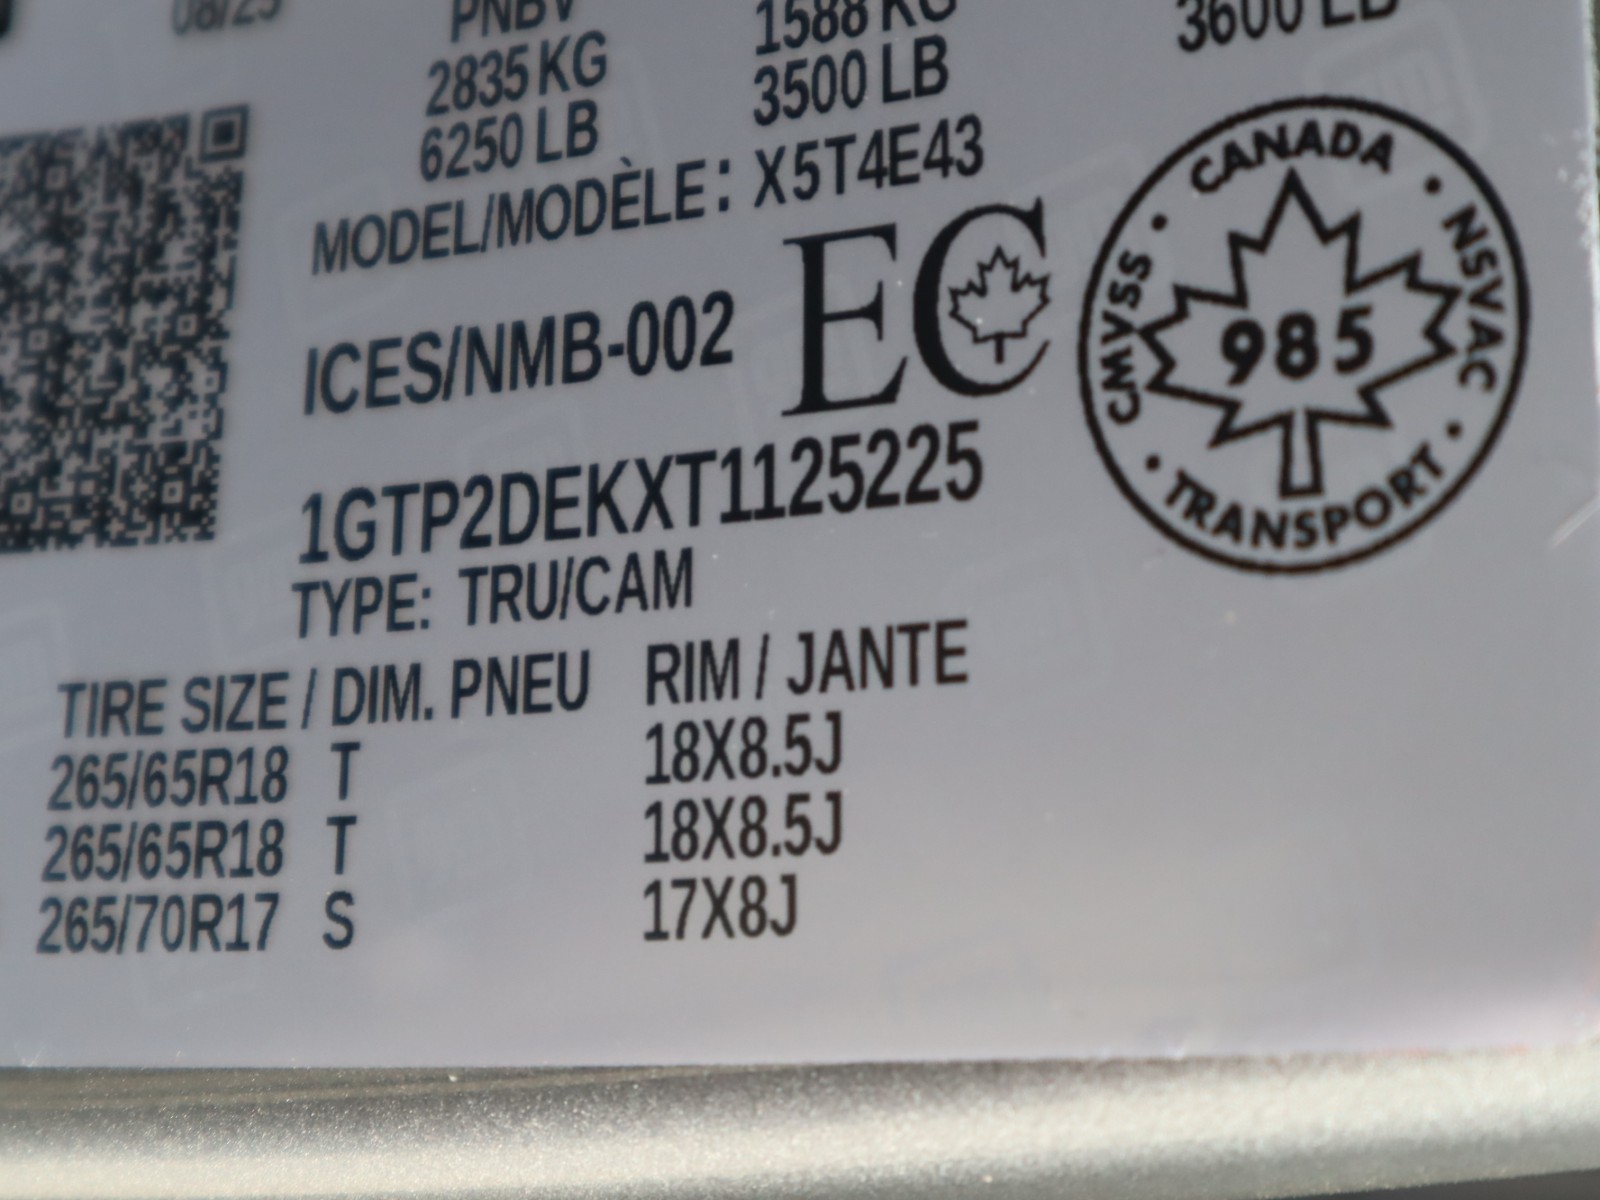 08/25
PNBV
2835 KG
6250 LB
1588 KG
3500 LB
3600 LB
MODEL/MODÈLE: X5T4E43
ICES/NMB-002
EC
CANADA · NSVAC · TRANSPORT · CMVSS ·
985
1GTP2DEKXT1125225
TYPE: TRU/CAM
TIRE SIZE / DIM. PNEU RIM / JANTE
265/65R18 T 18X8.5J
265/65R18 T 18X8.5J
265/70R17 S 17X8J